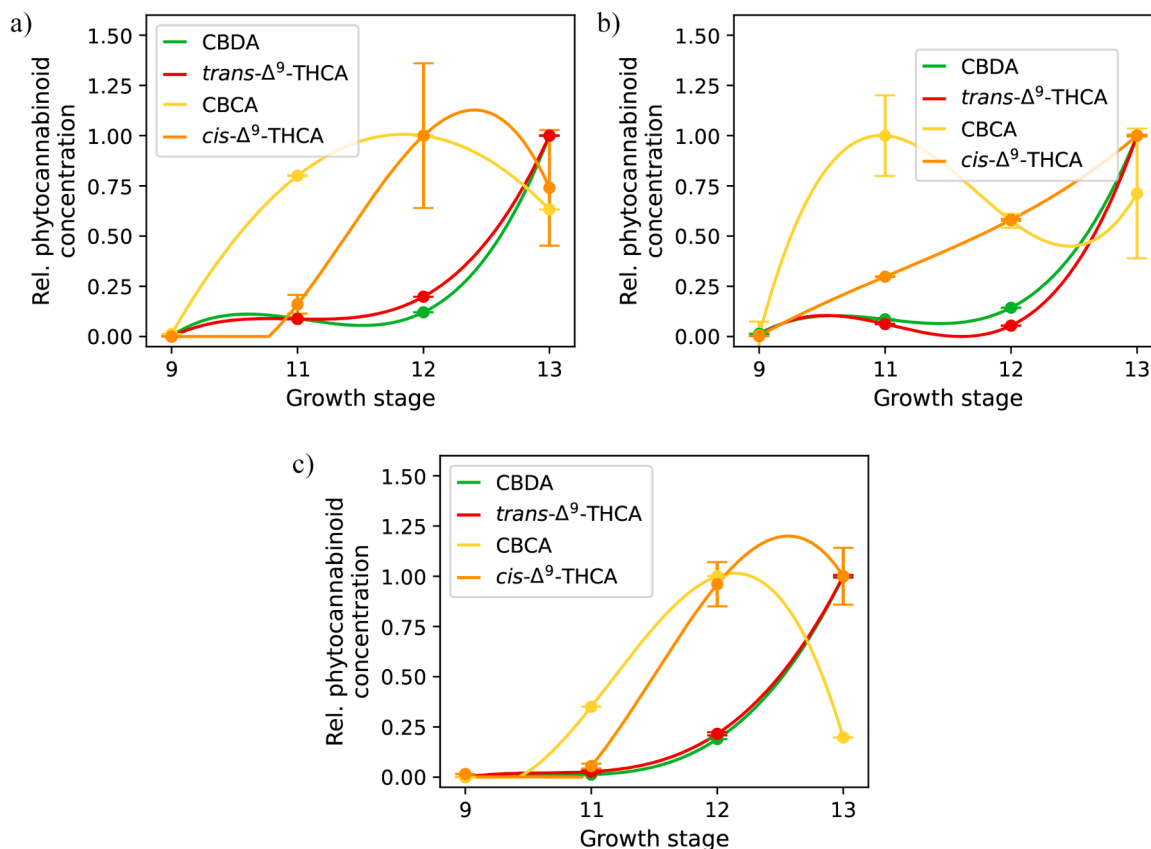 a)
Rel. phytocannabinoid
concentration
1.50
1.25
1.00
0.75
0.50
0.25
0.00
CBDA
trans-Δ⁹-THCA
CBCA
cis-Δ⁹-THCA
9 11 12 13
Growth stage
b)
Rel. phytocannabinoid
concentration
1.50
1.25
1.00
0.75
0.50
0.25
0.00
CBDA
trans-Δ⁹-THCA
CBCA
cis-Δ⁹-THCA
9 11 12 13
Growth stage
c)
Rel. phytocannabinoid
concentration
1.50
1.25
1.00
0.75
0.50
0.25
0.00
CBDA
trans-Δ⁹-THCA
CBCA
cis-Δ⁹-THCA
9 11 12 13
Growth stage